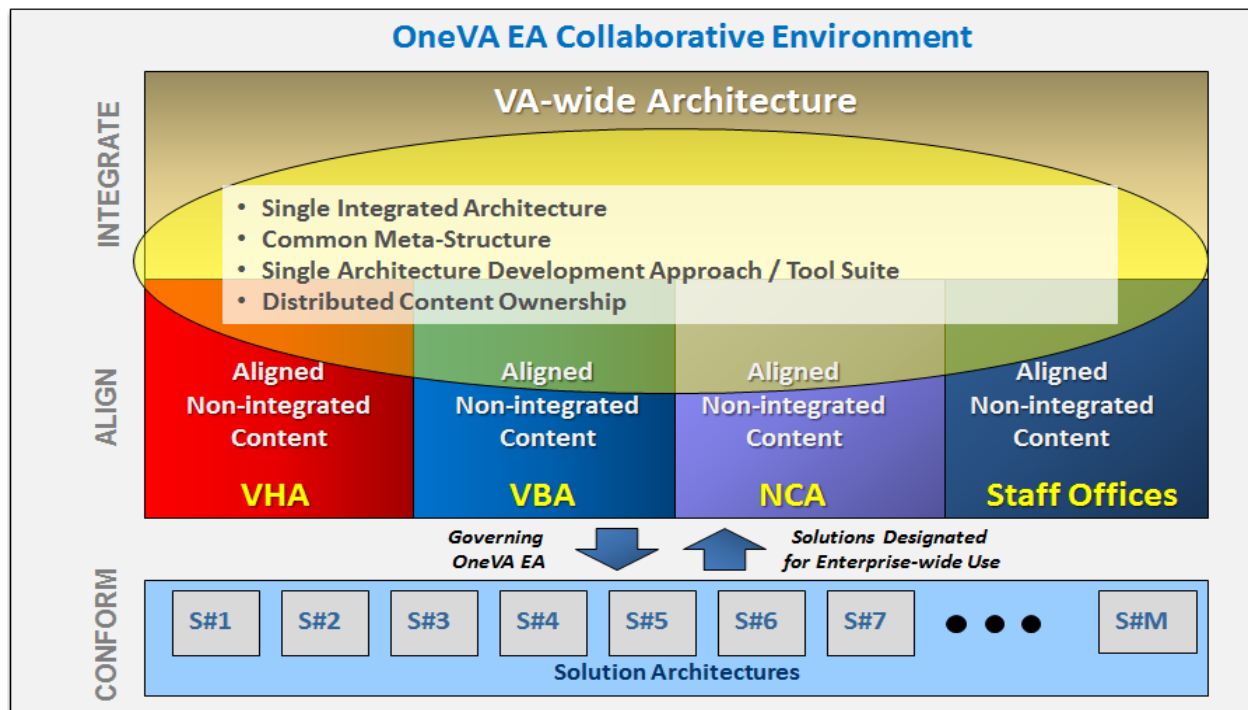 OneVA EA Collaborative Environment
INTEGRATE
VA-wide Architecture
• Single Integrated Architecture
• Common Meta-Structure
• Single Architecture Development Approach / Tool Suite
• Distributed Content Ownership
ALIGN
Aligned
Non-integrated
Content
VHA
Aligned
Non-integrated
Content
VBA
Aligned
Non-integrated
Content
NCA
Aligned
Non-integrated
Content
Staff Offices
Governing
OneVA EA
Solutions Designated
for Enterprise-wide Use
CONFORM
S#1 S#2 S#3 S#4 S#5 S#6 S#7 ● ● ● S#M
Solution Architectures